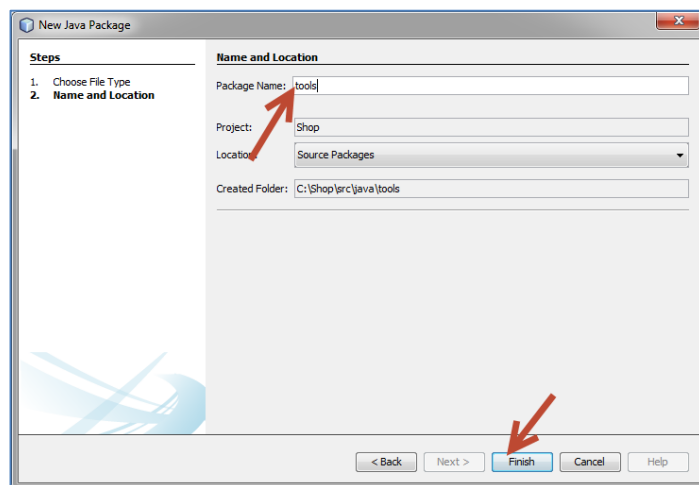 New Java Package
Steps
1. Choose File Type
2. Name and Location
Name and Location
Package Name: tools
Project: Shop
Location: Source Packages
Created Folder: C:\Shop\src\java\tools
< Back Next > Finish Cancel Help